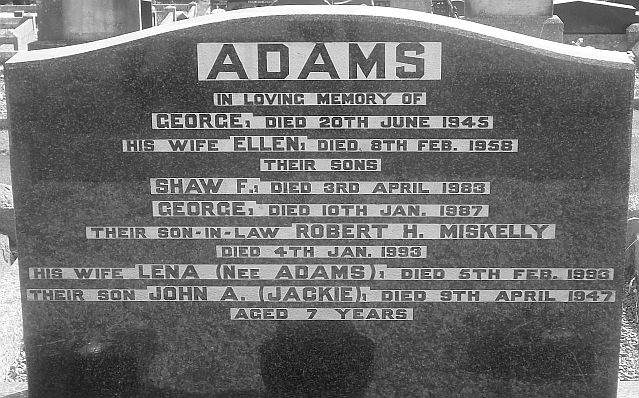 ADAMS
IN LOVING MEMORY OF
GEORGE, DIED 20TH JUNE 1945
HIS WIFE ELLEN, DIED 8TH FEB. 1958
THEIR SONS
SHAW F., DIED 3RD APRIL 1983
GEORGE, DIED 10TH JAN. 1987
THEIR SON-IN-LAW ROBERT H. MISKELLY
DIED 4TH JAN. 1993
HIS WIFE LENA (NEE ADAMS), DIED 5TH FEB. 1993
THEIR SON JOHN A. (JACKIE), DIED 9TH APRIL 1947
AGED 7 YEARS